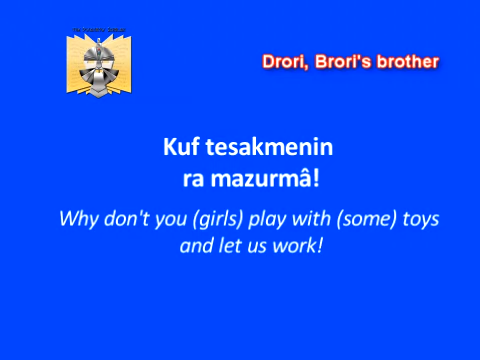 Drori, Brori's brother
Kuf tesakmenin
ra mazurmâ!
Why don't you (girls) play with (some) toys
and let us work!